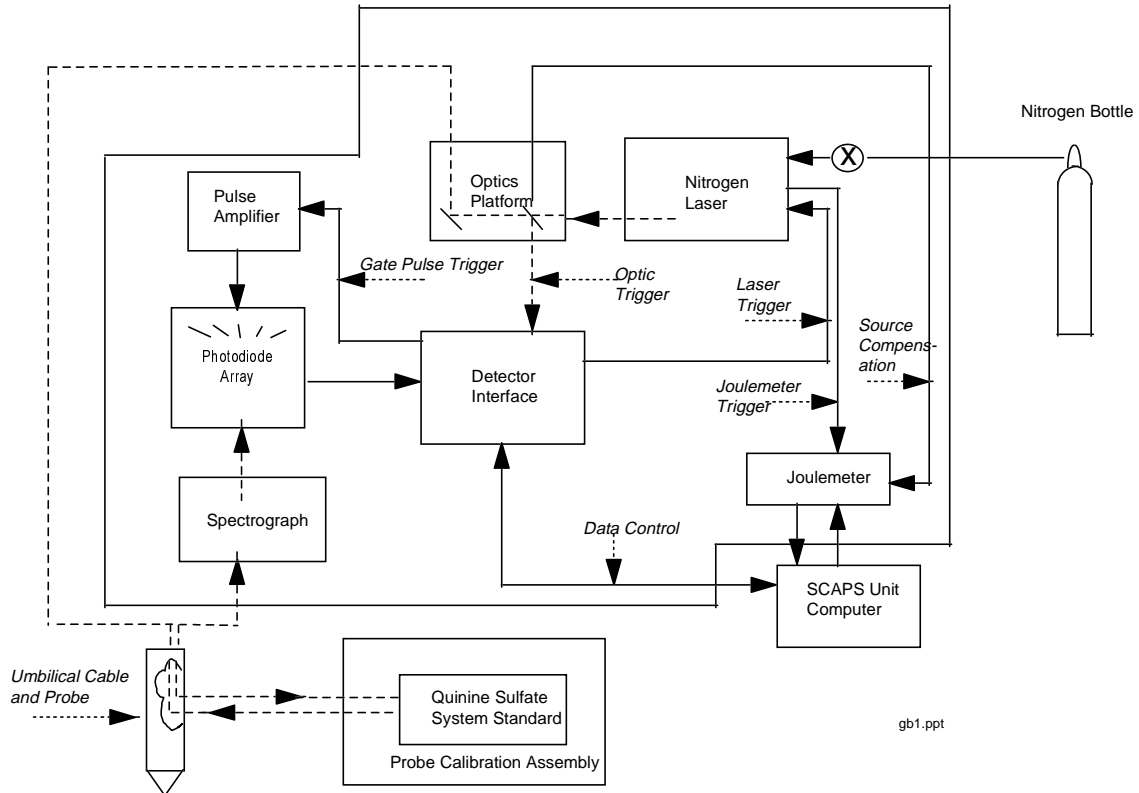 Nitrogen Bottle
Optics
Platform
Nitrogen
Laser
X
Pulse
Amplifier
Gate Pulse Trigger
Optic
Trigger
Laser
Trigger
Source
Compens-
ation
Photodiode
Array
Detector
Interface
Joulemeter
Trigger
Joulemeter
Spectrograph
Data Control
SCAPS Unit
Computer
Umbilical Cable
and Probe
Quinine Sulfate
System Standard
Probe Calibration Assembly
gb1.ppt